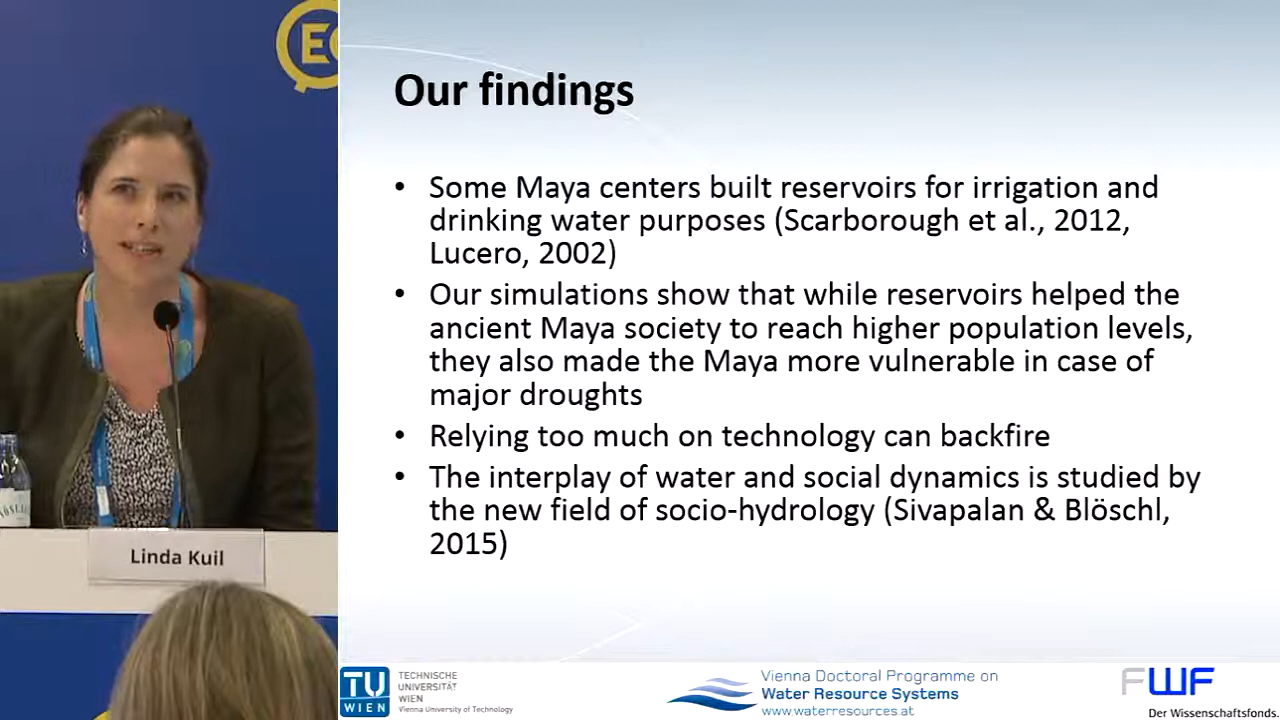 EG
Our findings
• Some Maya centers built reservoirs for irrigation and
drinking water purposes (Scarborough et al., 2012,
Lucero, 2002)
• Our simulations show that while reservoirs helped the
ancient Maya society to reach higher population levels,
they also made the Maya more vulnerable in case of
major droughts
• Relying too much on technology can backfire
• The interplay of water and social dynamics is studied by
the new field of socio-hydrology (Sivapalan & Blöschl,
2015)
Linda Kuil
TU
WIEN
TECHNISCHE
UNIVERSITÄT
WIEN
Vienna University of Technology
Vienna Doctoral Programme on
Water Resource Systems
www.waterresources.at
FWF
Der Wissenschaftsfonds